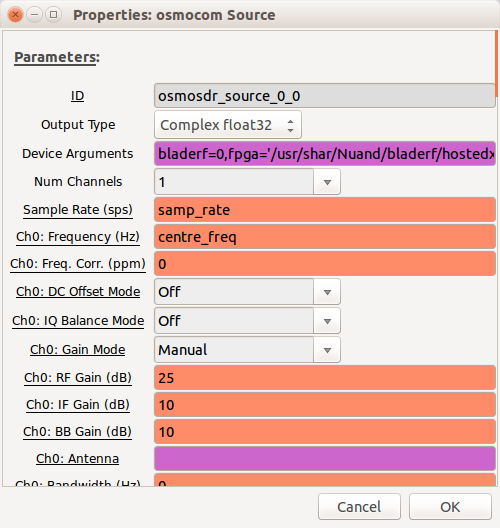 Properties: osmocom Source
Parameters:
ID osmosdr_source_0_0
Output Type Complex float32
Device Arguments bladerf=0,fpga='/usr/shar/Nuand/bladerf/hostedx
Num Channels 1
Sample Rate (sps) samp_rate
Ch0: Frequency (Hz) centre_freq
Ch0: Freq. Corr. (ppm) 0
Ch0: DC Offset Mode Off
Ch0: IQ Balance Mode Off
Ch0: Gain Mode Manual
Ch0: RF Gain (dB) 25
Ch0: IF Gain (dB) 10
Ch0: BB Gain (dB) 10
Ch0: Antenna
Ch0: Bandwidth (Hz) 0
Cancel OK